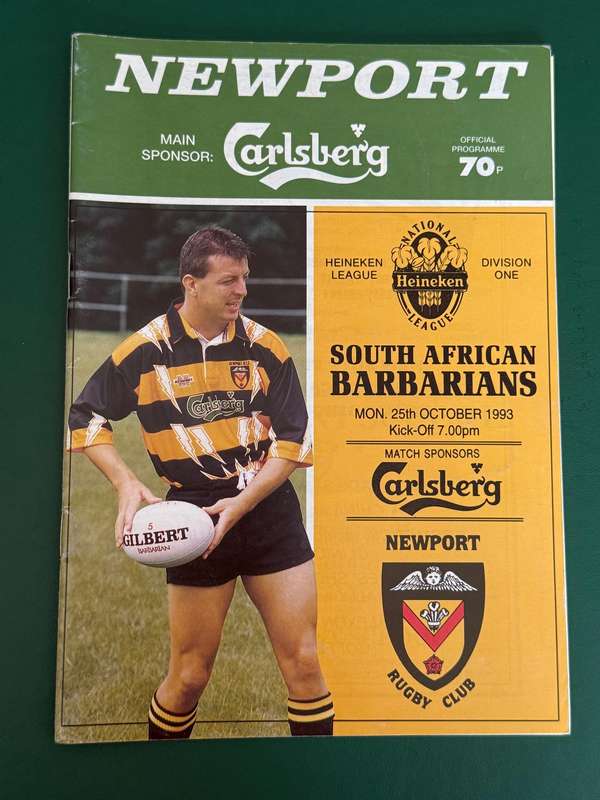 NEWPORT
MAIN
SPONSOR:
Carlsberg
OFFICIAL
PROGRAMME
70P
HEINEKEN
LEAGUE
NATIONAL
Heineken
LEAGUE
DIVISION
ONE
SOUTH AFRICAN
BARBARIANS
MON. 25th OCTOBER 1993
Kick-Off 7.00pm
MATCH SPONSORS
Carlsberg
NEWPORT
RUGBY CLUB
Carlsberg
5
GILBERT
BARBARIAN